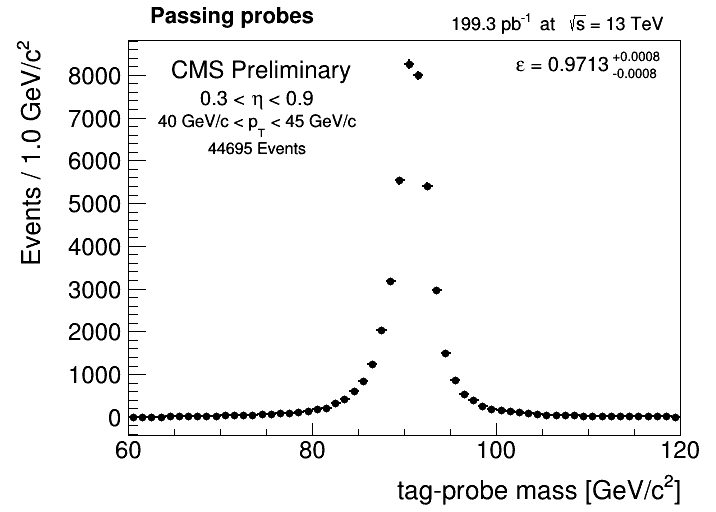 Passing probes
199.3 pb⁻¹ at √s = 13 TeV
CMS Preliminary
0.3 < η < 0.9
40 GeV/c < p_T < 45 GeV/c
44695 Events
ε = 0.9713 +0.0008 -0.0008
Events / 1.0 GeV/c²
8000
7000
6000
5000
4000
3000
2000
1000
0
60 80 100 120
tag-probe mass [GeV/c²]